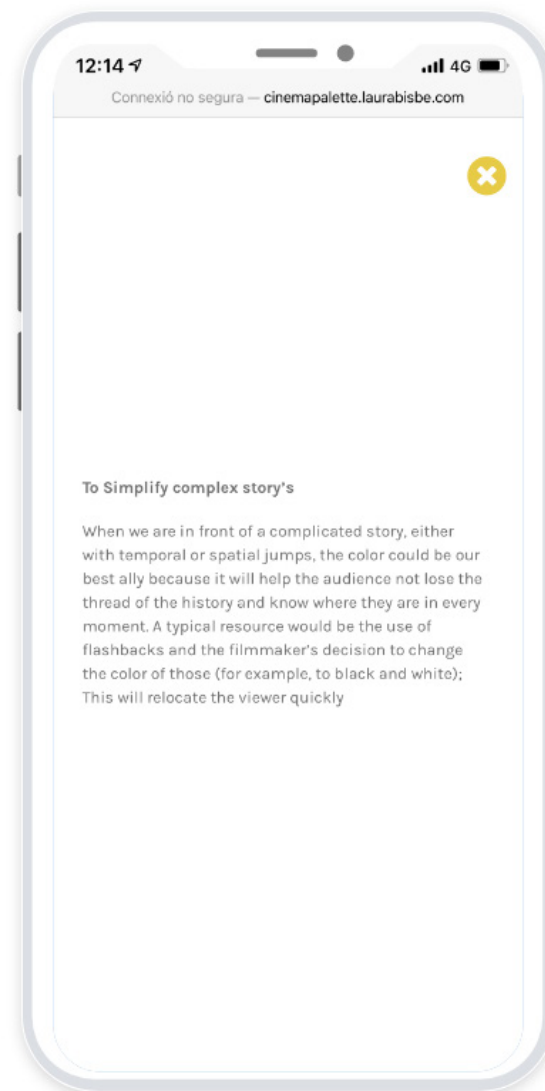 12:14
4G
Connexió no segura — cinemapalette.laurabisbe.com
To Simplify complex story's
When we are in front of a complicated story, either
with temporal or spatial jumps, the color could be our
best ally because it will help the audience not lose the
thread of the history and know where they are in every
moment. A typical resource would be the use of
flashbacks and the filmmaker's decision to change
the color of those (for example, to black and white);
This will relocate the viewer quickly